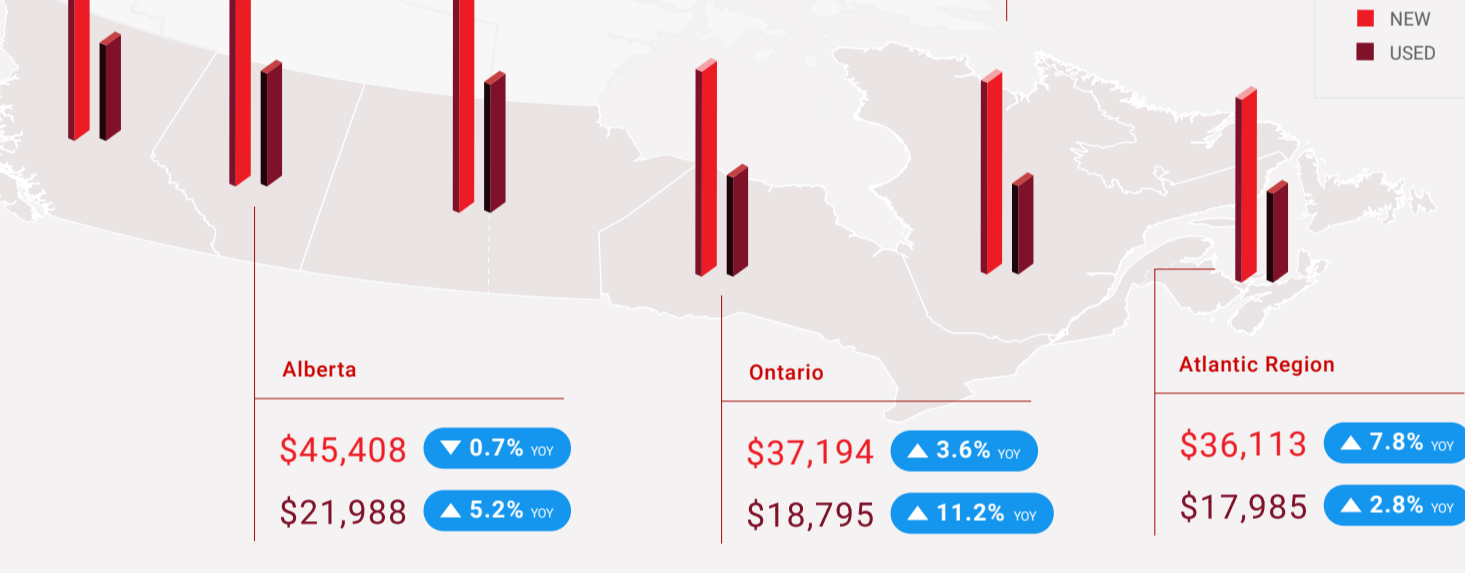 NEW
USED
Alberta
$45,408 ▼ 0.7% YOY
$21,988 ▲ 5.2% YOY
Ontario
$37,194 ▲ 3.6% YOY
$18,795 ▲ 11.2% YOY
Atlantic Region
$36,113 ▲ 7.8% YOY
$17,985 ▲ 2.8% YOY